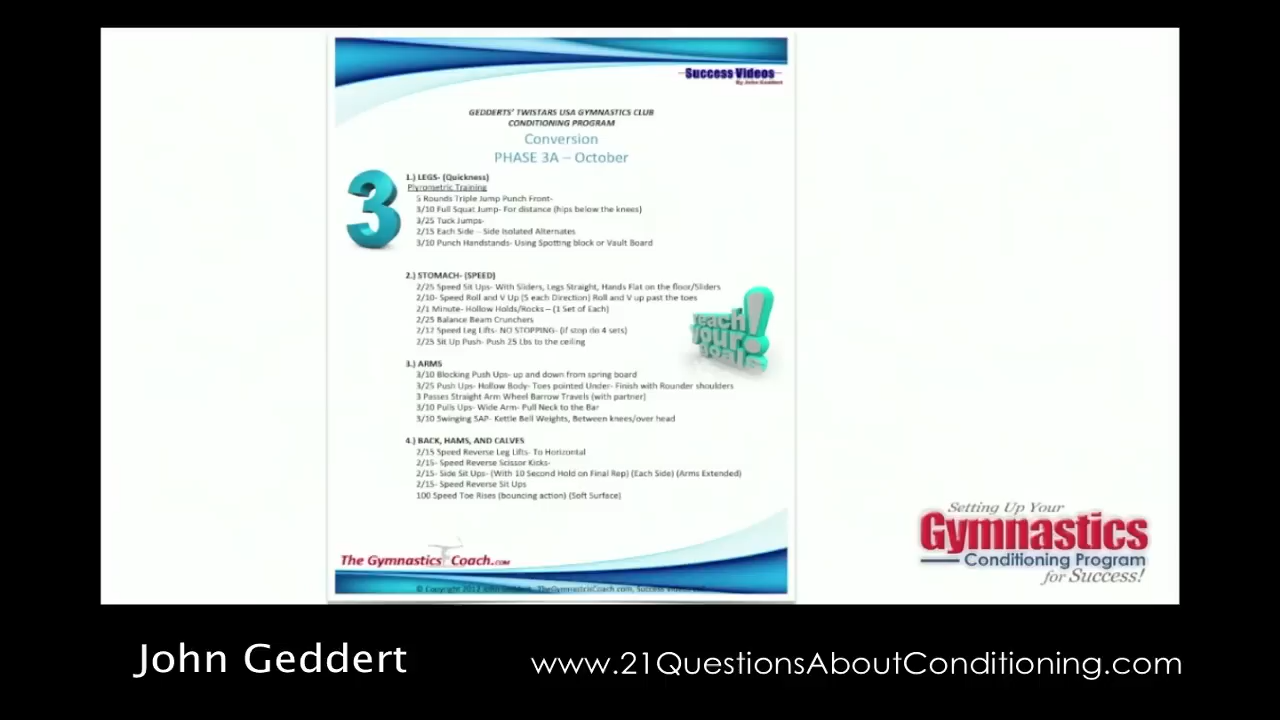 Success Videos
By John Geddert
GEDDERTS' TWISTARS USA GYMNASTICS CLUB
CONDITIONING PROGRAM
Conversion
PHASE 3A – October
3
1.) LEGS- (Quickness)
Plyrometric Training
5 Rounds Triple Jump Punch Front-
3/10 Full Squat Jump- For distance (hips below the knees)
3/25 Tuck Jumps-
2/15 Each Side – Side Isolated Alternates
3/10 Punch Handstands- Using Spotting block or Vault Board
2.) STOMACH- (SPEED)
2/25 Speed Sit Ups- With Sliders, Legs Straight, Hands Flat on the floor/Sliders
2/10- Speed Roll and V Up (5 each Direction) Roll and V up past the toes
2/1 Minute- Hollow Holds/Rocks – (1 Set of Each)
2/25 Balance Beam Crunchers
2/12 Speed Leg Lifts- NO STOPPING- (if stop do 4 sets)
2/25 Sit Up Push- Push 25 Lbs to the ceiling
reach
your
goals!
3.) ARMS
3/10 Blocking Push Ups- up and down from spring board
3/25 Push Ups- Hollow Body- Toes pointed Under- Finish with Rounder shoulders
3 Passes Straight Arm Wheel Barrow Travels (with partner)
3/10 Pulls Ups- Wide Arm- Pull Neck to the Bar
3/10 Swinging SAP- Kettle Bell Weights, Between knees/over head
4.) BACK, HAMS, AND CALVES
2/15 Speed Reverse Leg Lifts- To Horizontal
2/15- Speed Reverse Scissor Kicks-
2/15- Side Sit Ups- (With 10 Second Hold on Final Rep) (Each Side) (Arms Extended)
2/15- Speed Reverse Sit Ups
100 Speed Toe Rises (bouncing action) (Soft Surface)
The Gymnastics Coach.COM
© Copyright 2012 John Geddert, TheGymnasticsCoach.com, Success Videos
Setting Up Your
Gymnastics
Conditioning Program
for Success!
John Geddert
www.21QuestionsAboutConditioning.com